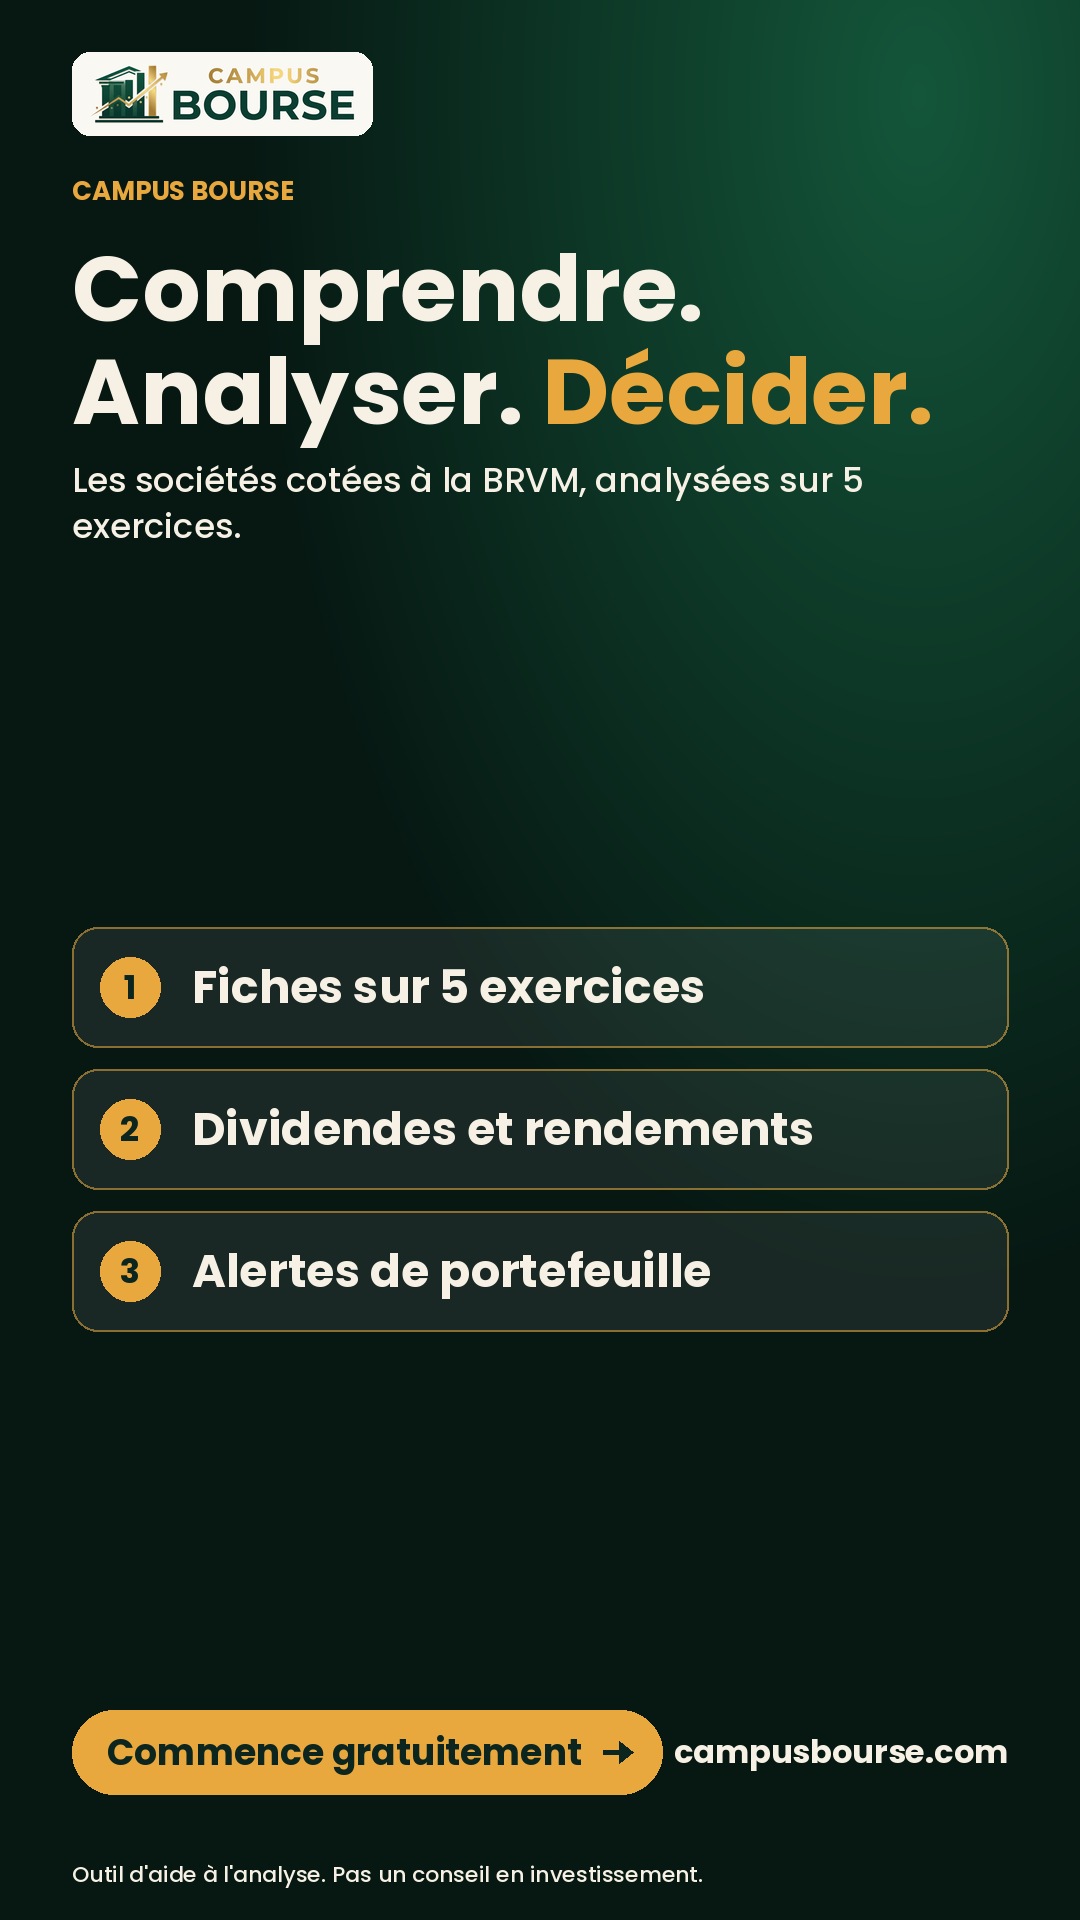 CAMPUS
BOURSE
CAMPUS BOURSE
Comprendre.
Analyser. Décider.
Les sociétés cotées à la BRVM, analysées sur 5
exercices.
1 Fiches sur 5 exercices
2 Dividendes et rendements
3 Alertes de portefeuille
Commence gratuitement → campusbourse.com
Outil d'aide à l'analyse. Pas un conseil en investissement.